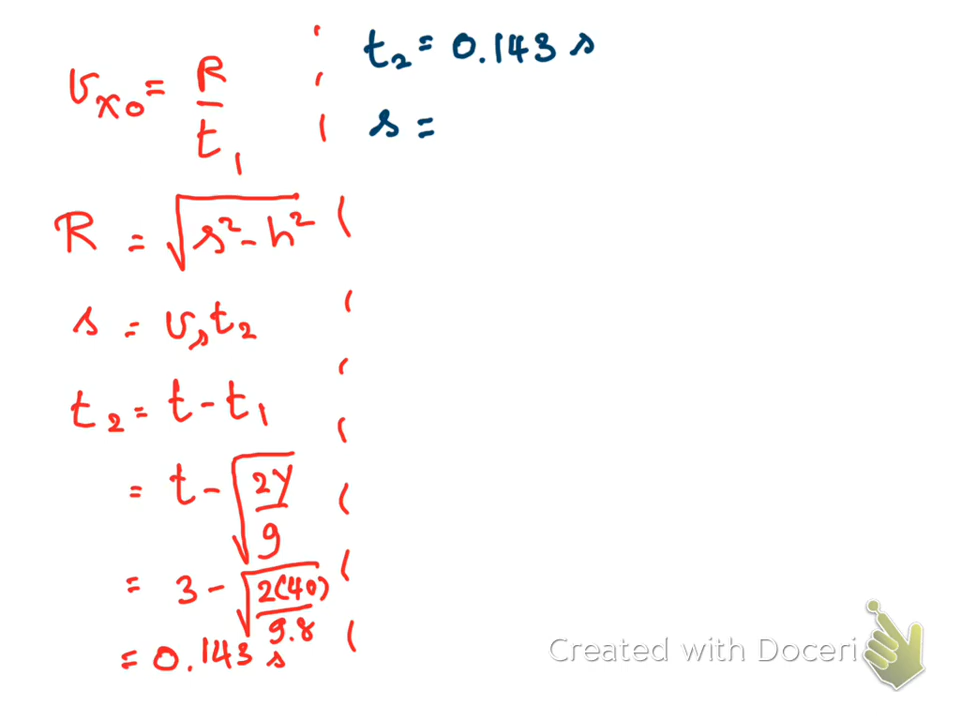 v_x0 = R/t_1
R = √(s² - h²)
s = v_s t_2
t_2 = t - t_1
= t - √(2y/g)
= 3 - √(2(40)/9.8)
= 0.143 s
t_2 = 0.143 s
s =
Created with Doceri